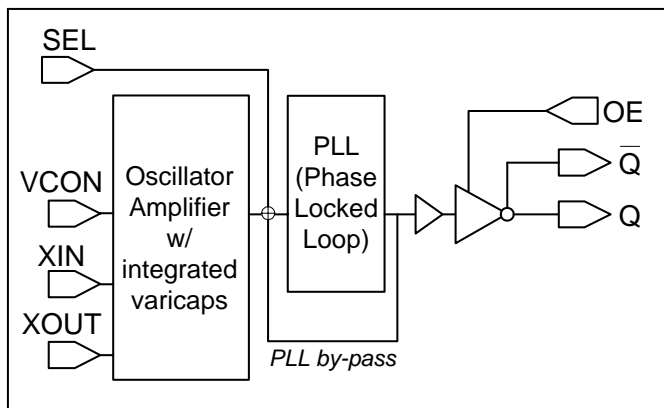 SEL
OE
PLL
(Phase
Locked
Loop)
Oscillator
Amplifier
w/
integrated
varicaps
VCON
XIN
XOUT
Q̅
Q
PLL by-pass